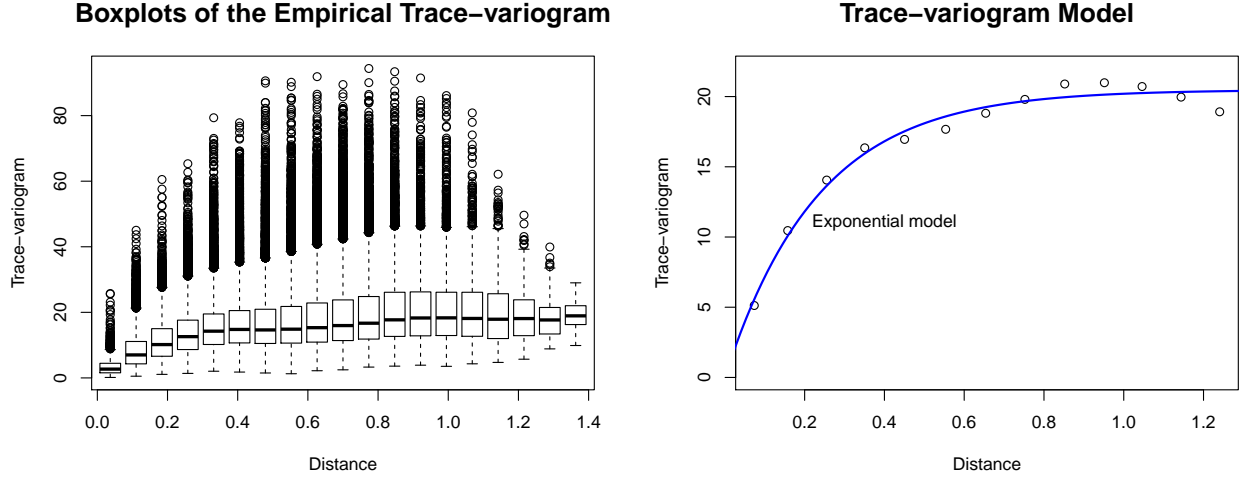 Boxplots of the Empirical Trace−variogram
Trace−variogram
80
60
40
20
0
0.0 0.2 0.4 0.6 0.8 1.0 1.2 1.4
Distance
Trace−variogram Model
Trace−variogram
20
15
10
5
0
Exponential model
0.2 0.4 0.6 0.8 1.0 1.2
Distance